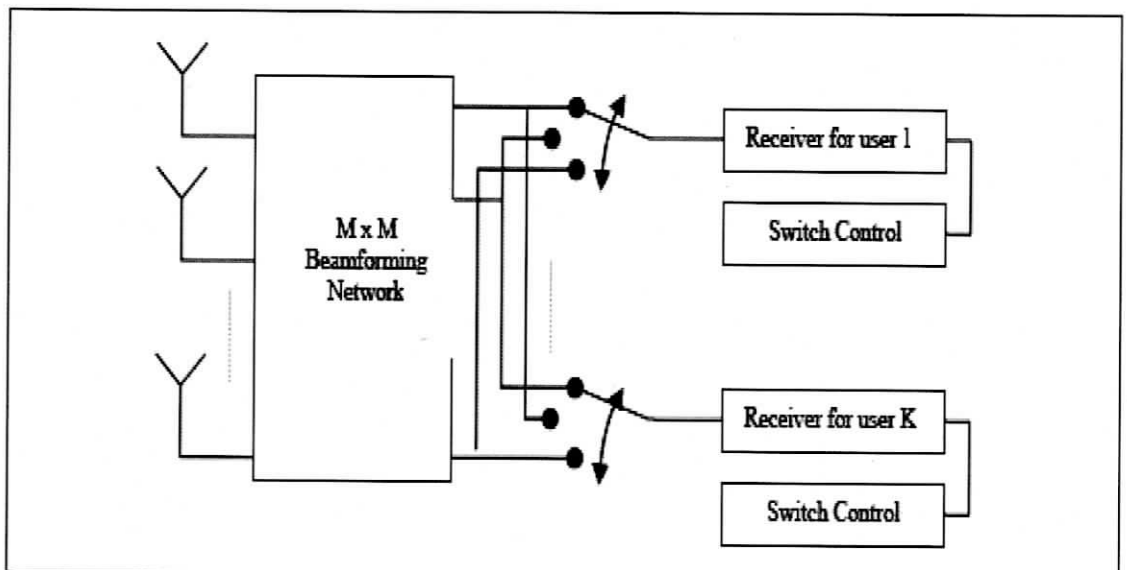 M x M
Beamforming
Network
Receiver for user 1
Switch Control
Receiver for user K
Switch Control